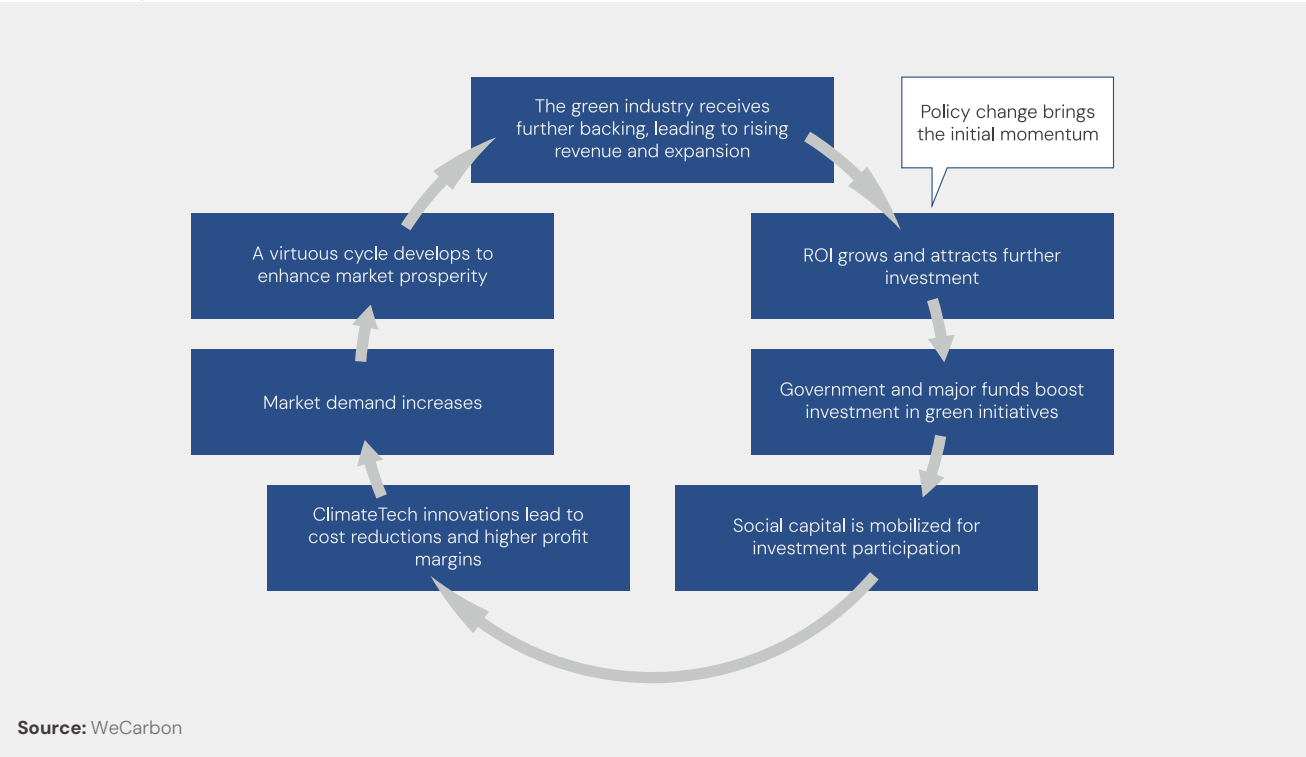 The green industry receives
further backing, leading to rising
revenue and expansion
Policy change brings
the initial momentum
ROI grows and attracts further
investment
Government and major funds boost
investment in green initiatives
Social capital is mobilized for
investment participation
ClimateTech innovations lead to
cost reductions and higher profit
margins
Market demand increases
A virtuous cycle develops to
enhance market prosperity
Source: WeCarbon